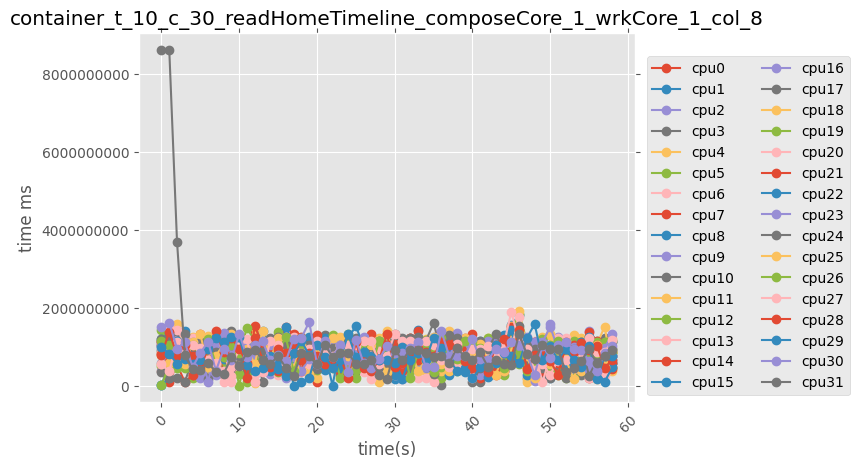 container_t_10_c_30_readHomeTimeline_composeCore_1_wrkCore_1_col_8
8000000000
6000000000
4000000000
2000000000
0
time ms
0
10
20
30
40
50
60
time(s)
cpu0
cpu1
cpu2
cpu3
cpu4
cpu5
cpu6
cpu7
cpu8
cpu9
cpu10
cpu11
cpu12
cpu13
cpu14
cpu15
cpu16
cpu17
cpu18
cpu19
cpu20
cpu21
cpu22
cpu23
cpu24
cpu25
cpu26
cpu27
cpu28
cpu29
cpu30
cpu31